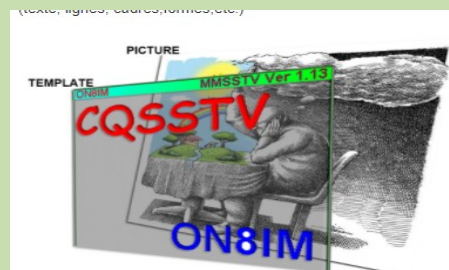 (texte, lignes, cadres,formes,etc.)
PICTURE
TEMPLATE
ON8IM
MMSSTV Ver 1.13
CQSSTV
ON8IM